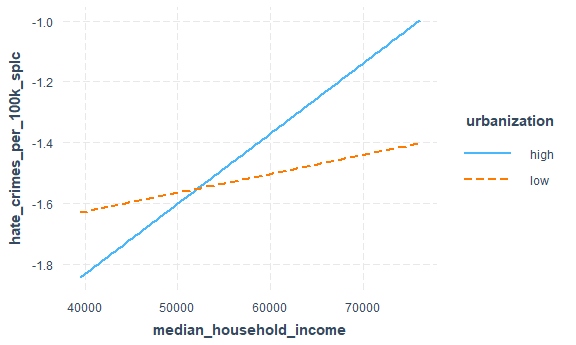 hate_crimes_per_100k_splc
-1.0
-1.2
-1.4
-1.6
-1.8
40000
50000
60000
70000
median_household_income
urbanization
high
low